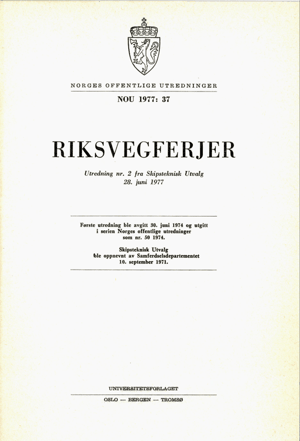 NORGES OFFENTLIGE UTREDNINGER
NOU 1977: 37
RIKSVEGFERJER
Utredning nr. 2 fra Skipsteknisk Utvalg
28. juni 1977
Første utredning ble avgitt 30. juni 1974 og utgitt
i serien Norges offentlige utredninger
som nr. 50 1974.
Skipsteknisk Utvalg
ble oppnevnt av Samferdselsdepartementet
10. september 1971.
UNIVERSITETSFORLAGET
OSLO — BERGEN — TROMSØ